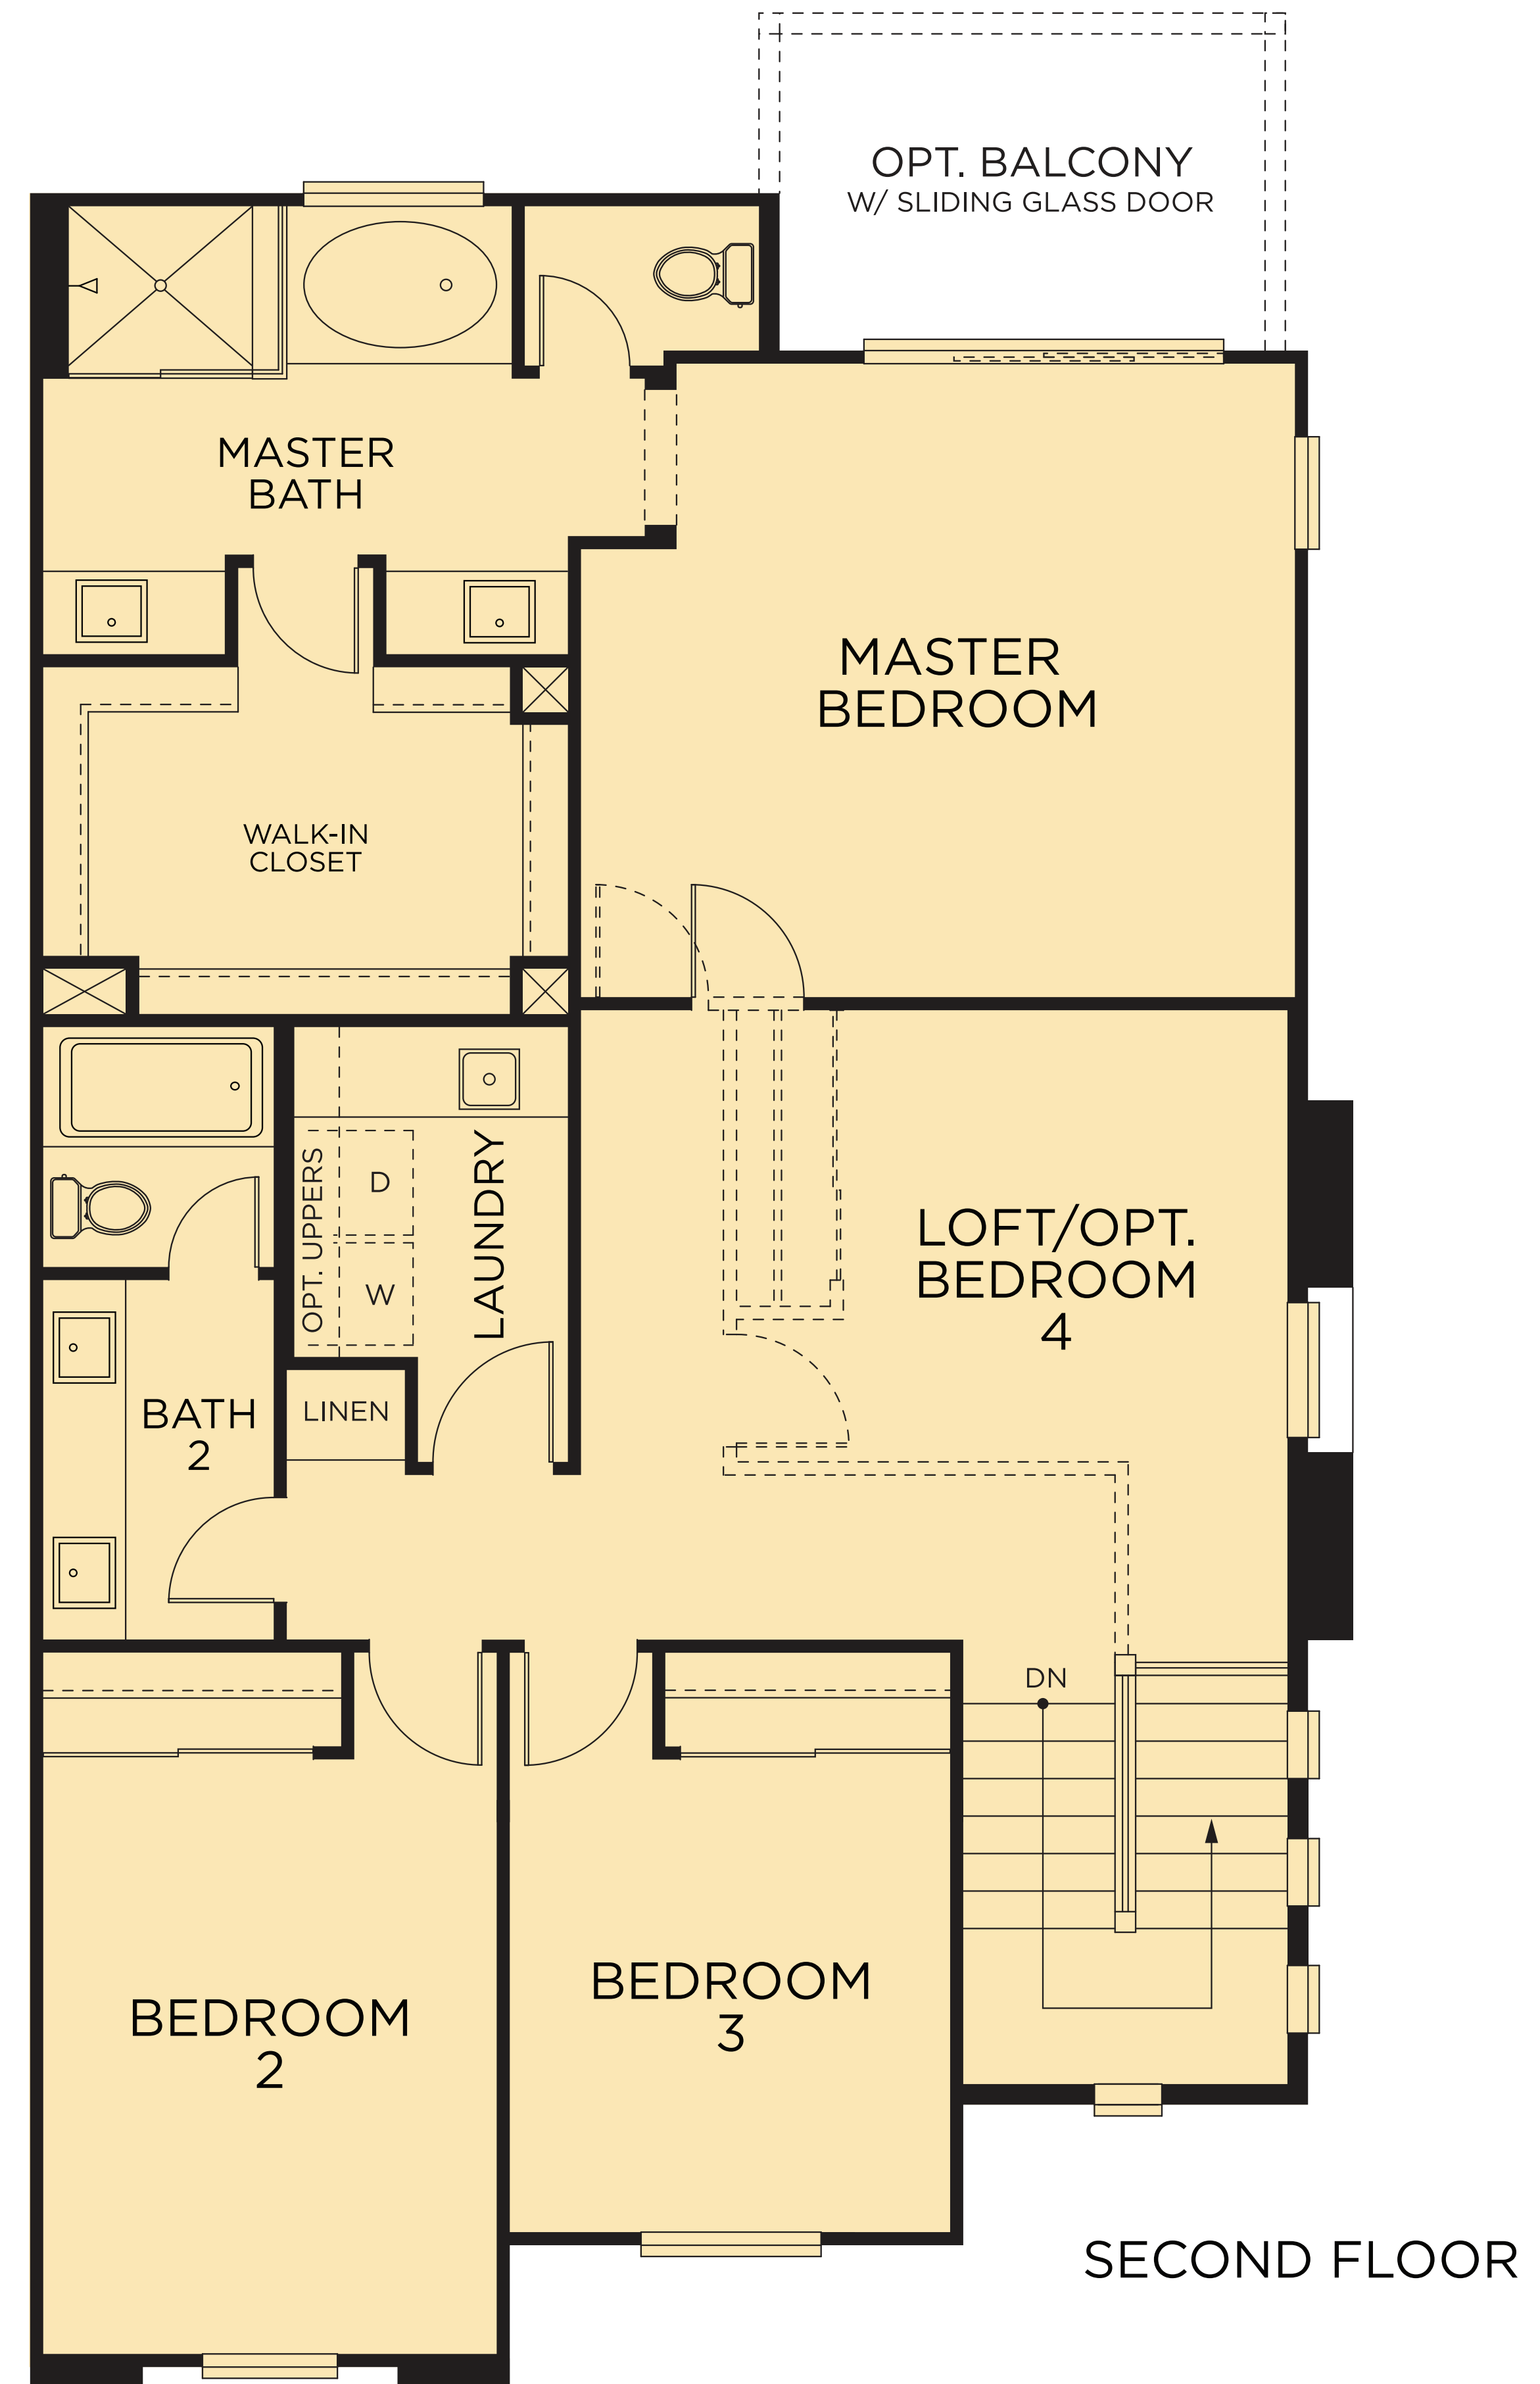 OPT. BALCONY
W/ SLIDING GLASS DOOR
MASTER
BATH
MASTER
BEDROOM
WALK-IN
CLOSET
OPT. UPPERS
D
W
LAUNDRY
LOFT/OPT.
BEDROOM
4
LINEN
BATH
2
DN
BEDROOM
3
BEDROOM
2
SECOND FLOOR